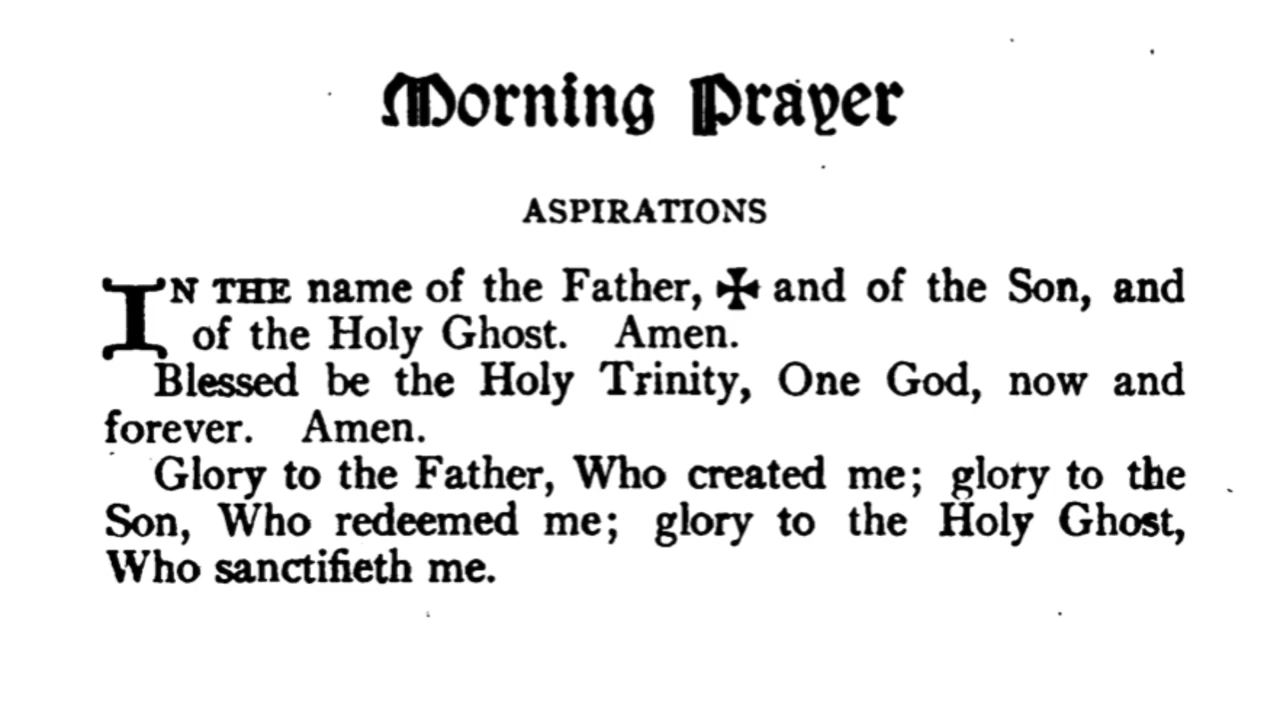 Morning Prayer
ASPIRATIONS
IN THE name of the Father, ✠ and of the Son, and
of the Holy Ghost. Amen.
Blessed be the Holy Trinity, One God, now and
forever. Amen.
Glory to the Father, Who created me; glory to the
Son, Who redeemed me; glory to the Holy Ghost,
Who sanctifieth me.